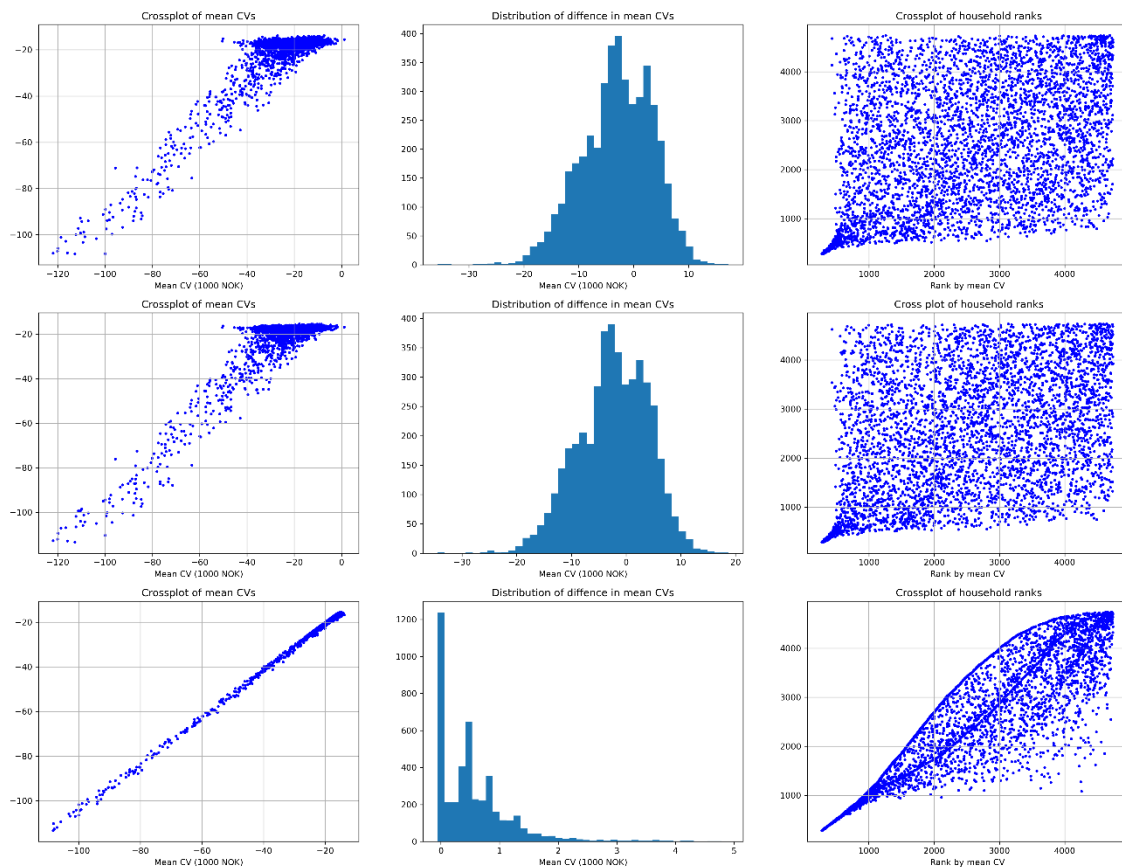 Crossplot of mean CVs
−20
−40
−60
−80
−100
−120 −100 −80 −60 −40 −20 0
Mean CV (1000 NOK)
Distribution of diffence in mean CVs
400
350
300
250
200
150
100
50
0
−30 −20 −10 0 10
Mean CV (1000 NOK)
Crossplot of household ranks
4000
3000
2000
1000
1000 2000 3000 4000
Rank by mean CV
Crossplot of mean CVs
−20
−40
−60
−80
−100
−120 −100 −80 −60 −40 −20 0
Mean CV (1000 NOK)
Distribution of diffence in mean CVs
400
350
300
250
200
150
100
50
0
−30 −20 −10 0 10 20
Mean CV (1000 NOK)
Cross plot of household ranks
4000
3000
2000
1000
1000 2000 3000 4000
Rank by mean CV
Crossplot of mean CVs
−20
−40
−60
−80
−100
−100 −80 −60 −40 −20
Mean CV (1000 NOK)
Distribution of diffence in mean CVs
1200
1000
800
600
400
200
0
0 1 2 3 4 5
Mean CV (1000 NOK)
Crossplot of household ranks
4000
3000
2000
1000
1000 2000 3000 4000
Rank by mean CV